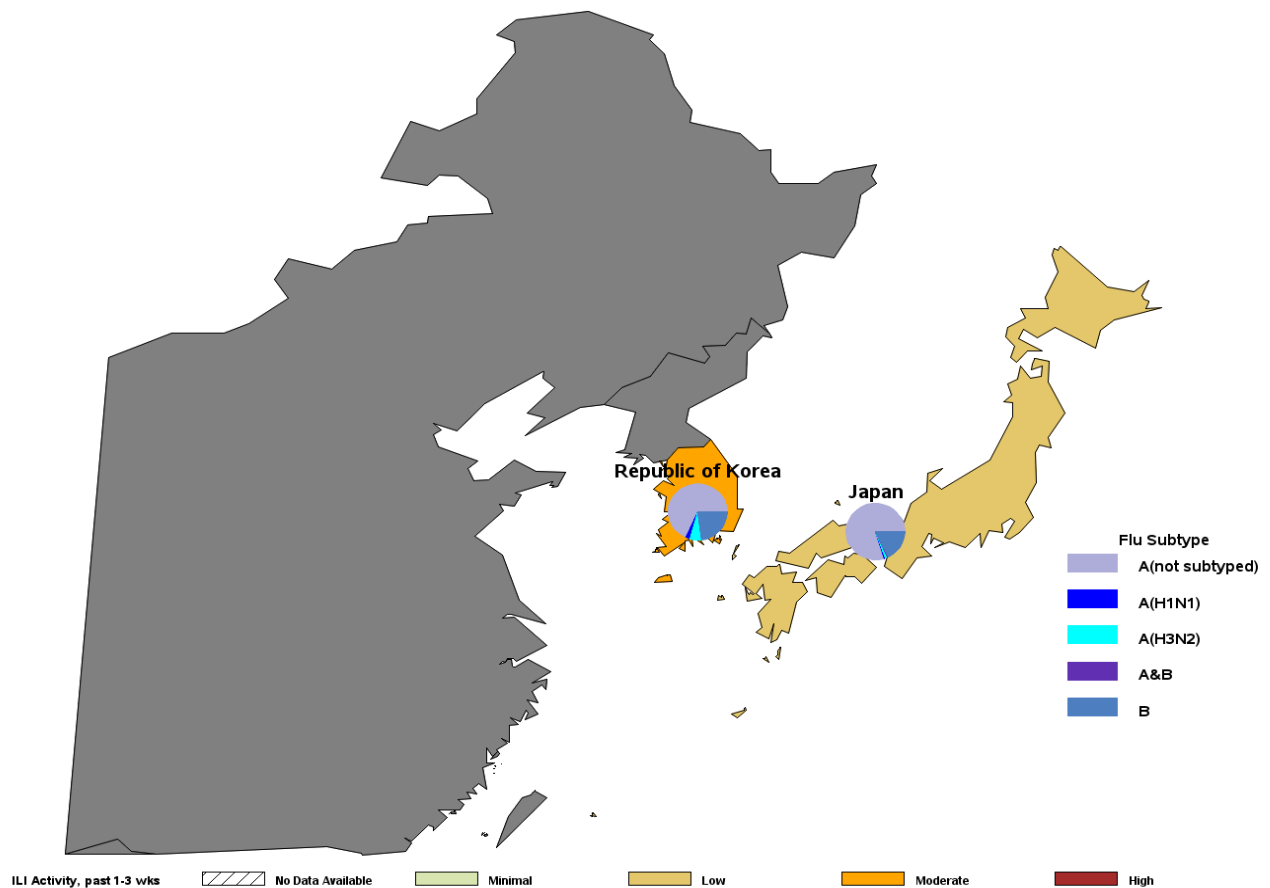 Republic of Korea
Japan
Flu Subtype
A(not subtyped)
A(H1N1)
A(H3N2)
A&B
B
ILI Activity, past 1-3 wks No Data Available Minimal Low Moderate High